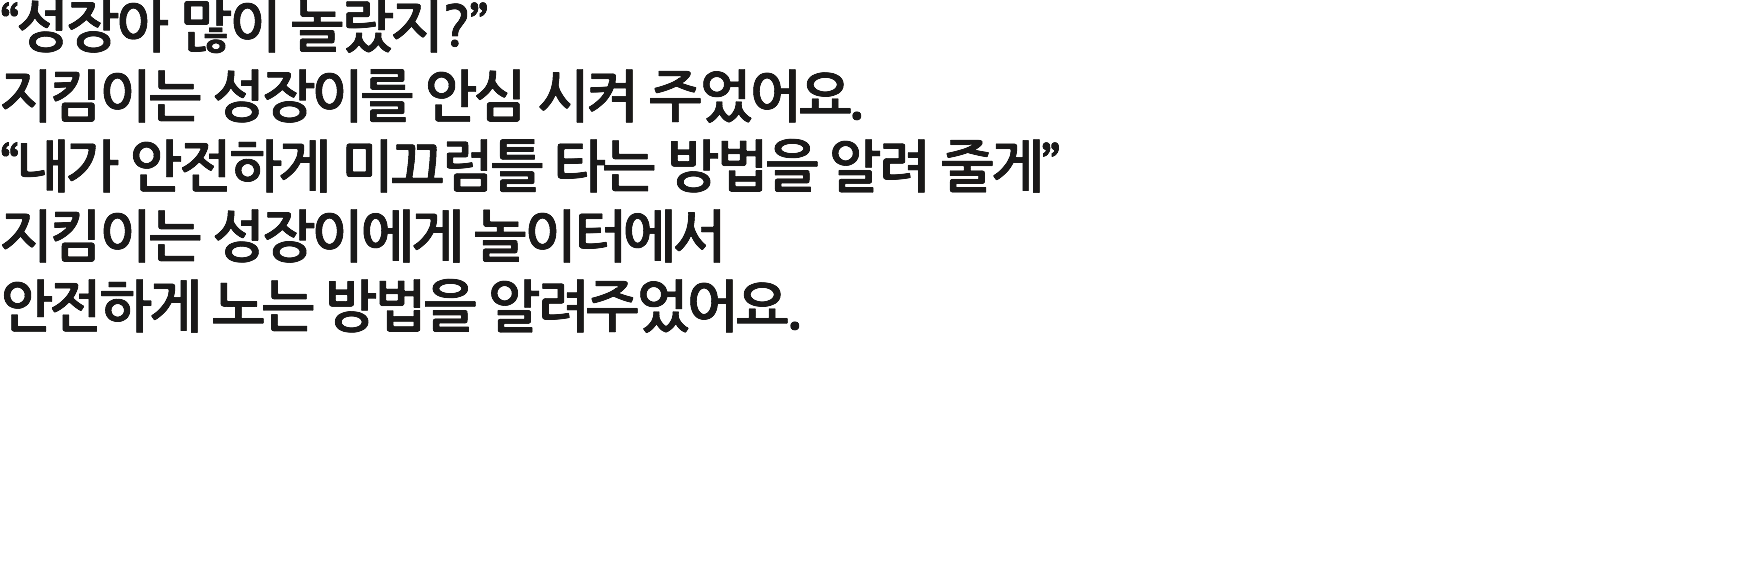 “성장아 많이 놀랐지?”
지킴이는 성장이를 안심 시켜 주었어요.
“내가 안전하게 미끄럼틀 타는 방법을 알려 줄게”
지킴이는 성장이에게 놀이터에서
안전하게 노는 방법을 알려주었어요.